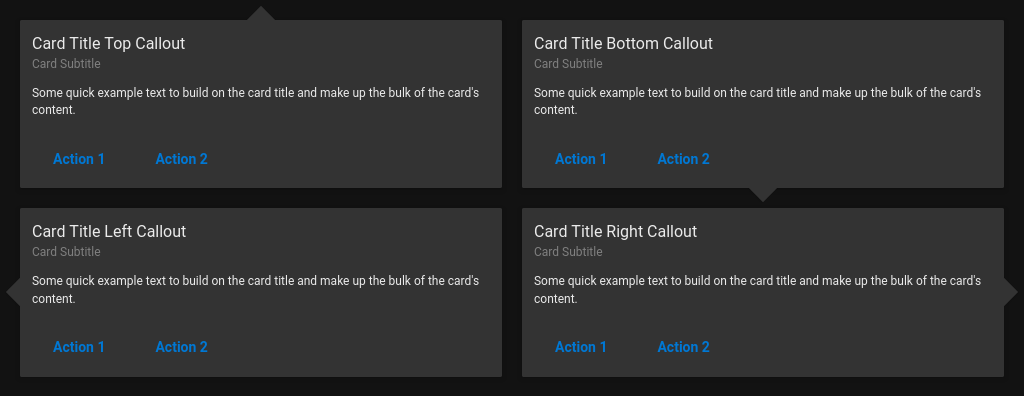 Card Title Top Callout
Card Subtitle
Some quick example text to build on the card title and make up the bulk of the card's
content.
Action 1 Action 2
Card Title Bottom Callout
Card Subtitle
Some quick example text to build on the card title and make up the bulk of the card's
content.
Action 1 Action 2
Card Title Left Callout
Card Subtitle
Some quick example text to build on the card title and make up the bulk of the card's
content.
Action 1 Action 2
Card Title Right Callout
Card Subtitle
Some quick example text to build on the card title and make up the bulk of the card's
content.
Action 1 Action 2